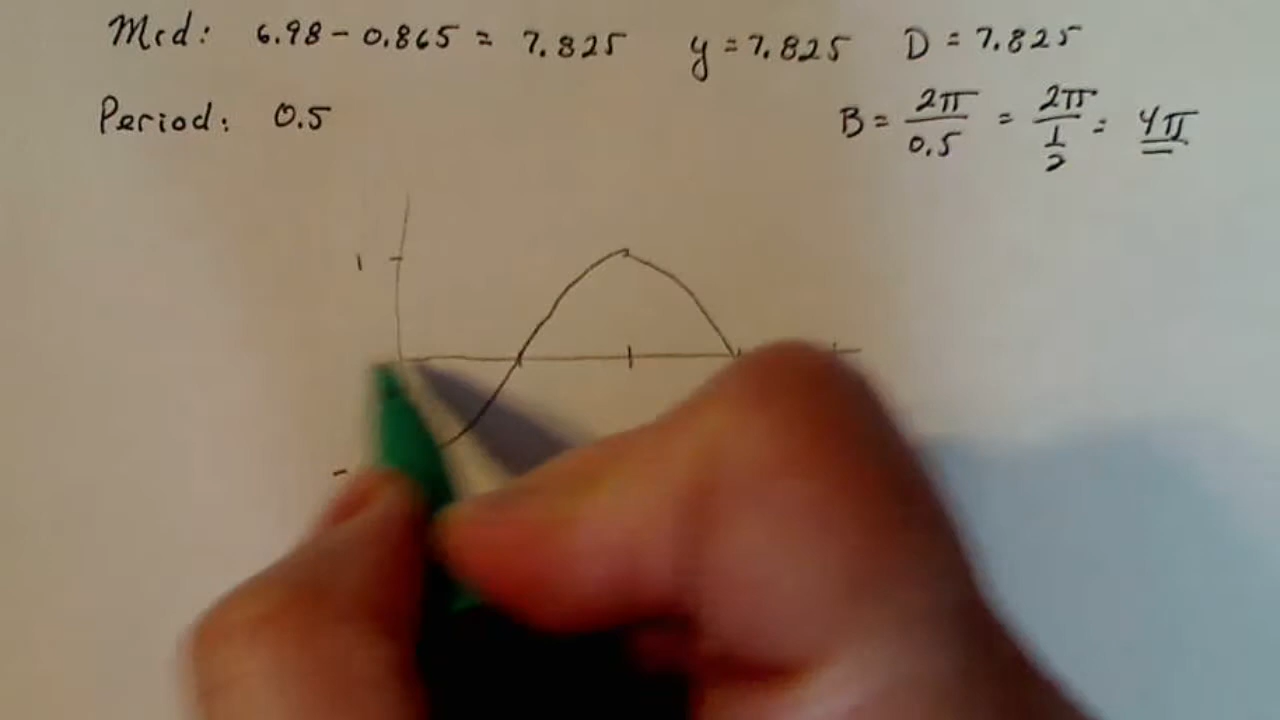 Mid: 6.98 - 0.865 = 7.825 y = 7.825 D = 7.825
Period: 0.5 B = 2π/0.5 = 2π/(1/2) = 4π
1
-